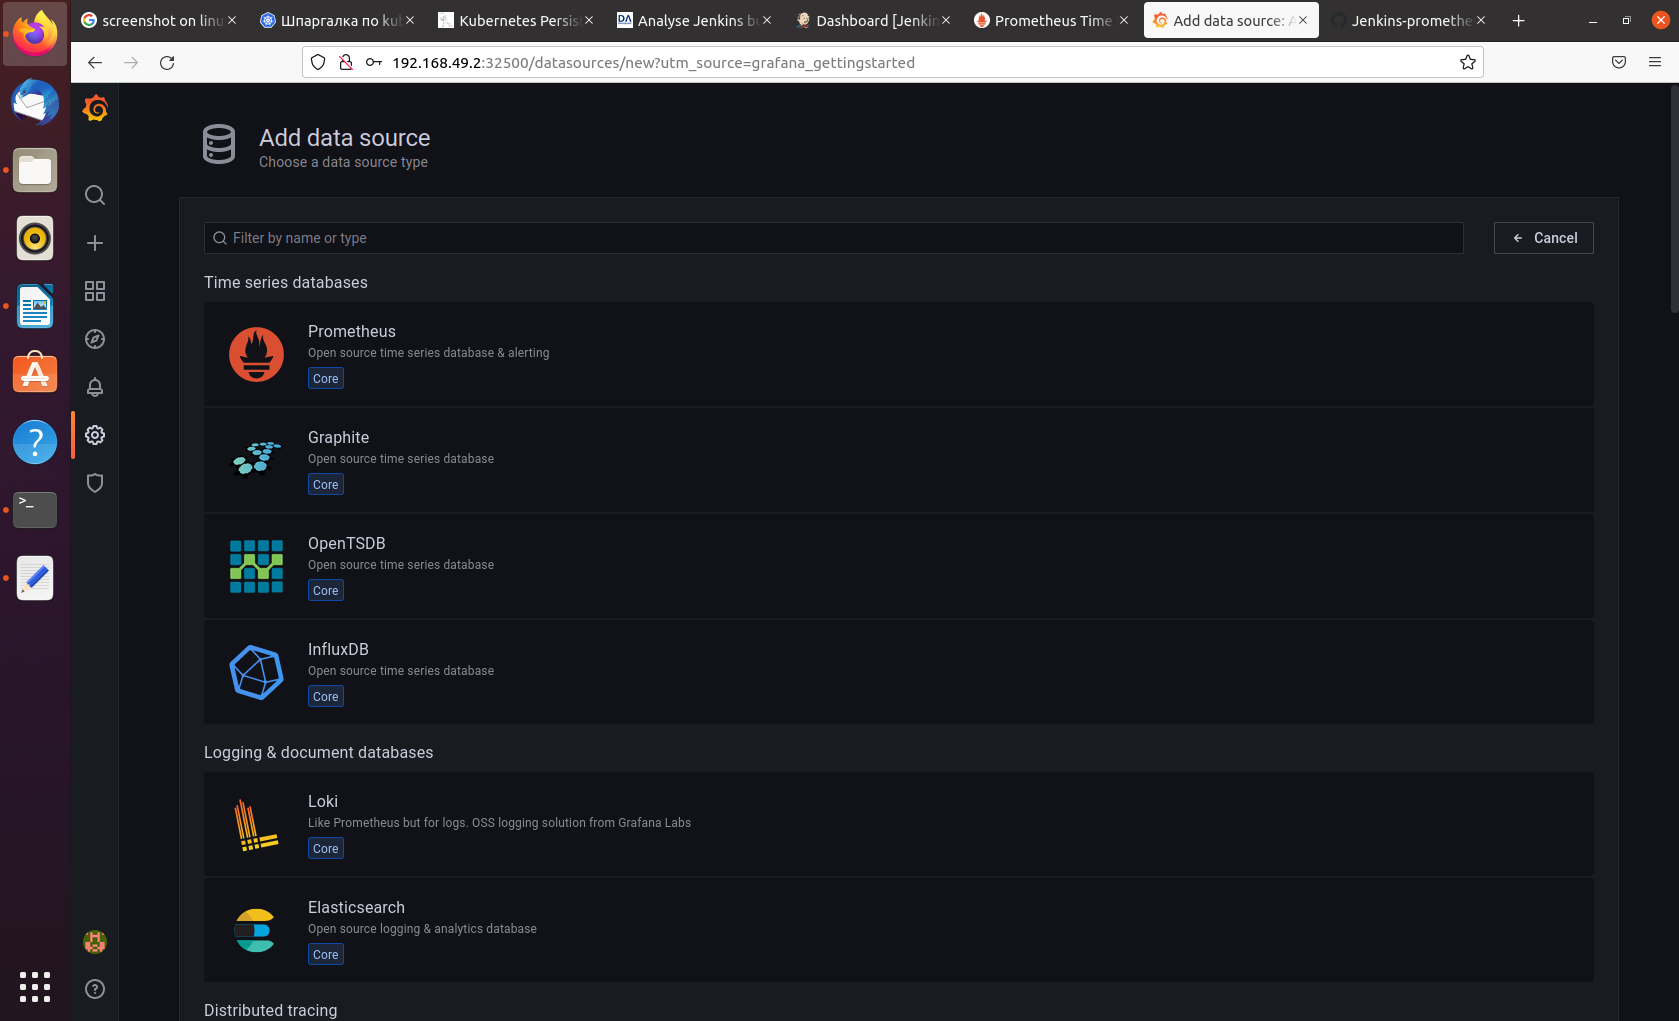 screenshot on linu
Шпаргалка по kub
Kubernetes Persis
DA Analyse Jenkins bu
Dashboard [Jenkin
Prometheus Time
Add data source: A
Jenkins-promethe
192.168.49.2:32500/datasources/new?utm_source=grafana_gettingstarted
Add data source
Choose a data source type
Filter by name or type
Cancel
Time series databases
Prometheus
Open source time series database & alerting
Core
Graphite
Open source time series database
Core
OpenTSDB
Open source time series database
Core
InfluxDB
Open source time series database
Core
Logging & document databases
Loki
Like Prometheus but for logs. OSS logging solution from Grafana Labs
Core
Elasticsearch
Open source logging & analytics database
Core
Distributed tracing